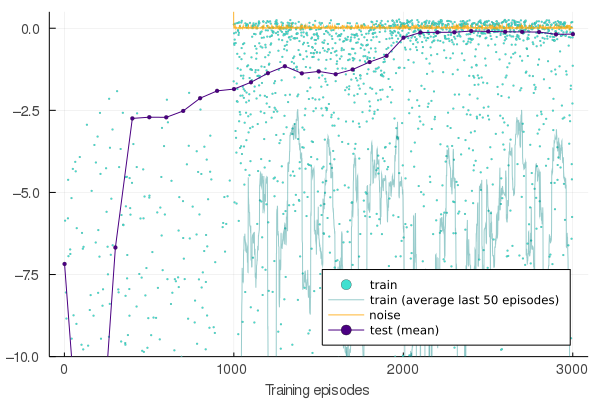 0.0
−2.5
−5.0
−7.5
−10.0
train
train (average last 50 episodes)
noise
test (mean)
0 1000 2000 3000
Training episodes